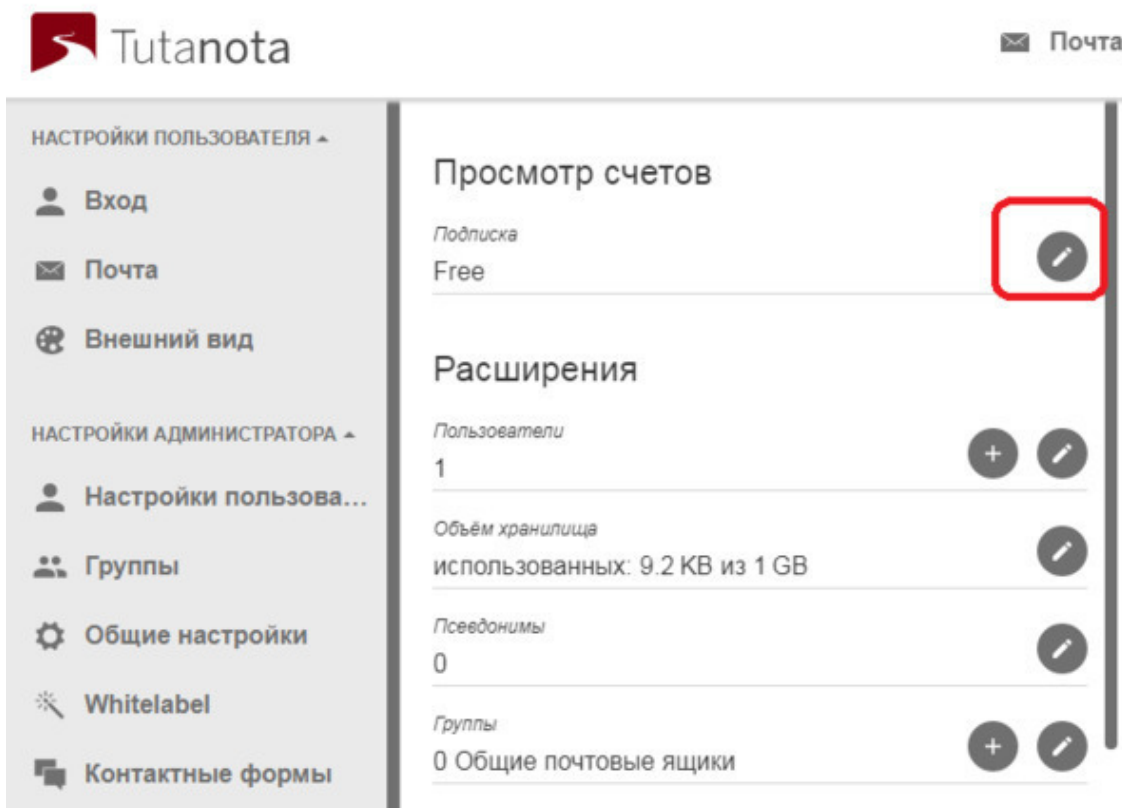 Tutanota
Почта
НАСТРОЙКИ ПОЛЬЗОВАТЕЛЯ
Вход
Почта
Внешний вид
НАСТРОЙКИ АДМИНИСТРАТОРА
Настройки пользова...
Группы
Общие настройки
Whitelabel
Контактные формы
Просмотр счетов
Подписка
Free
Расширения
Пользователи
1
Объём хранилища
использованных: 9.2 KB из 1 GB
Псевдонимы
0
Группы
0 Общие почтовые ящики